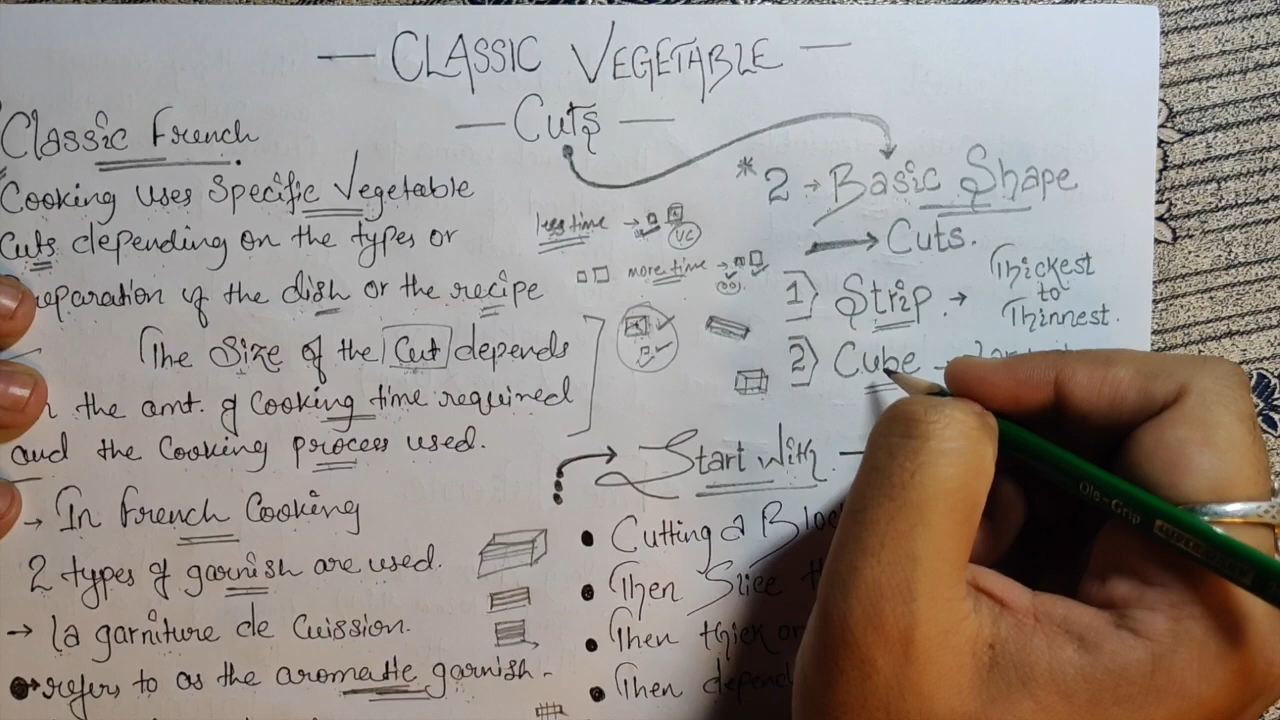 — CLASSIC VEGETABLE
— Cuts —
Classic French
Cooking uses Specific Vegetable
Cuts depending on the types or
eparation of the dish or the recipe
The Size of the Cut depends
n the amt. of cooking time required
and the Cooking process used.
→ In French Cooking
2 types of garnish are used.
→ la garniture de Cuission.
→ refers to as the aromatic garnish -
less time →
UC
more time →
* 2 → Basic Shape
→ Cuts.
1) Strip. → Thickest
to
Thinnest.
2) Cube
Start with.
• Cutting a Bloc
• Then Slice
• Then thick or
• Then depend